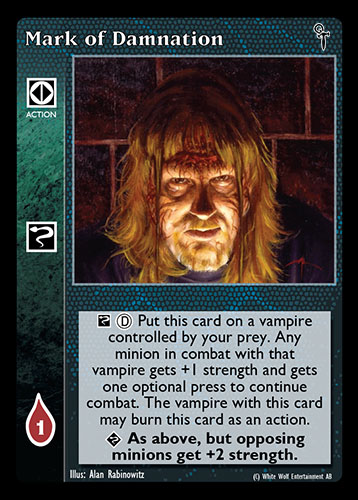 Mark of Damnation
ACTION
D Put this card on a vampire
controlled by your prey. Any
minion in combat with that
vampire gets +1 strength and gets
one optional press to continue
combat. The vampire with this card
may burn this card as an action.
As above, but opposing
minions get +2 strength.
1
Illus: Alan Rabinowitz
(C) White Wolf Entertainment AB